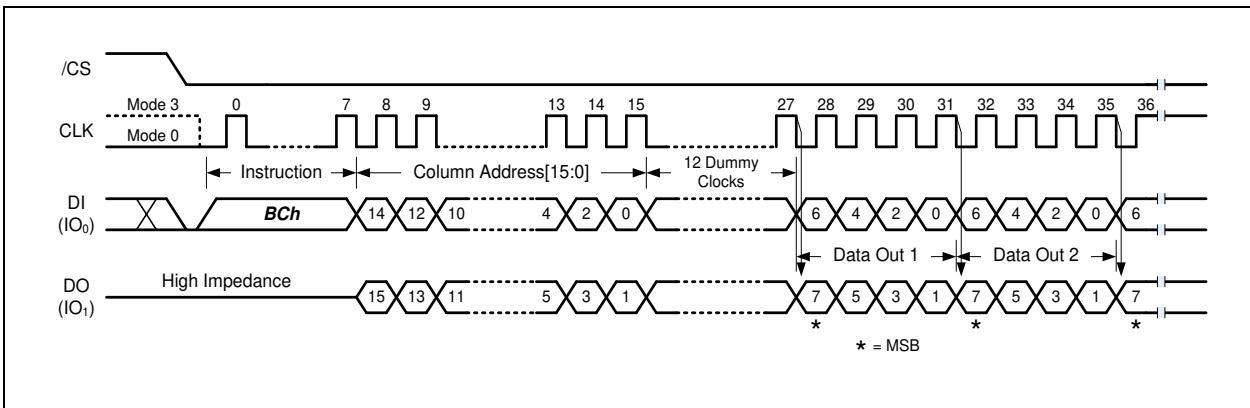 /CS
Mode 3
0
7
8
9
13
14
15
27
28
29
30
31
32
33
34
35
36
CLK
Mode 0
Instruction
Column Address[15:0]
12 Dummy
Clocks
DI
(IO₀)
BCh
14
12
10
4
2
0
6
4
2
0
6
4
2
0
6
Data Out 1
Data Out 2
DO
(IO₁)
High Impedance
15
13
11
5
3
1
7
5
3
1
7
5
3
1
7
*
*
*
* = MSB